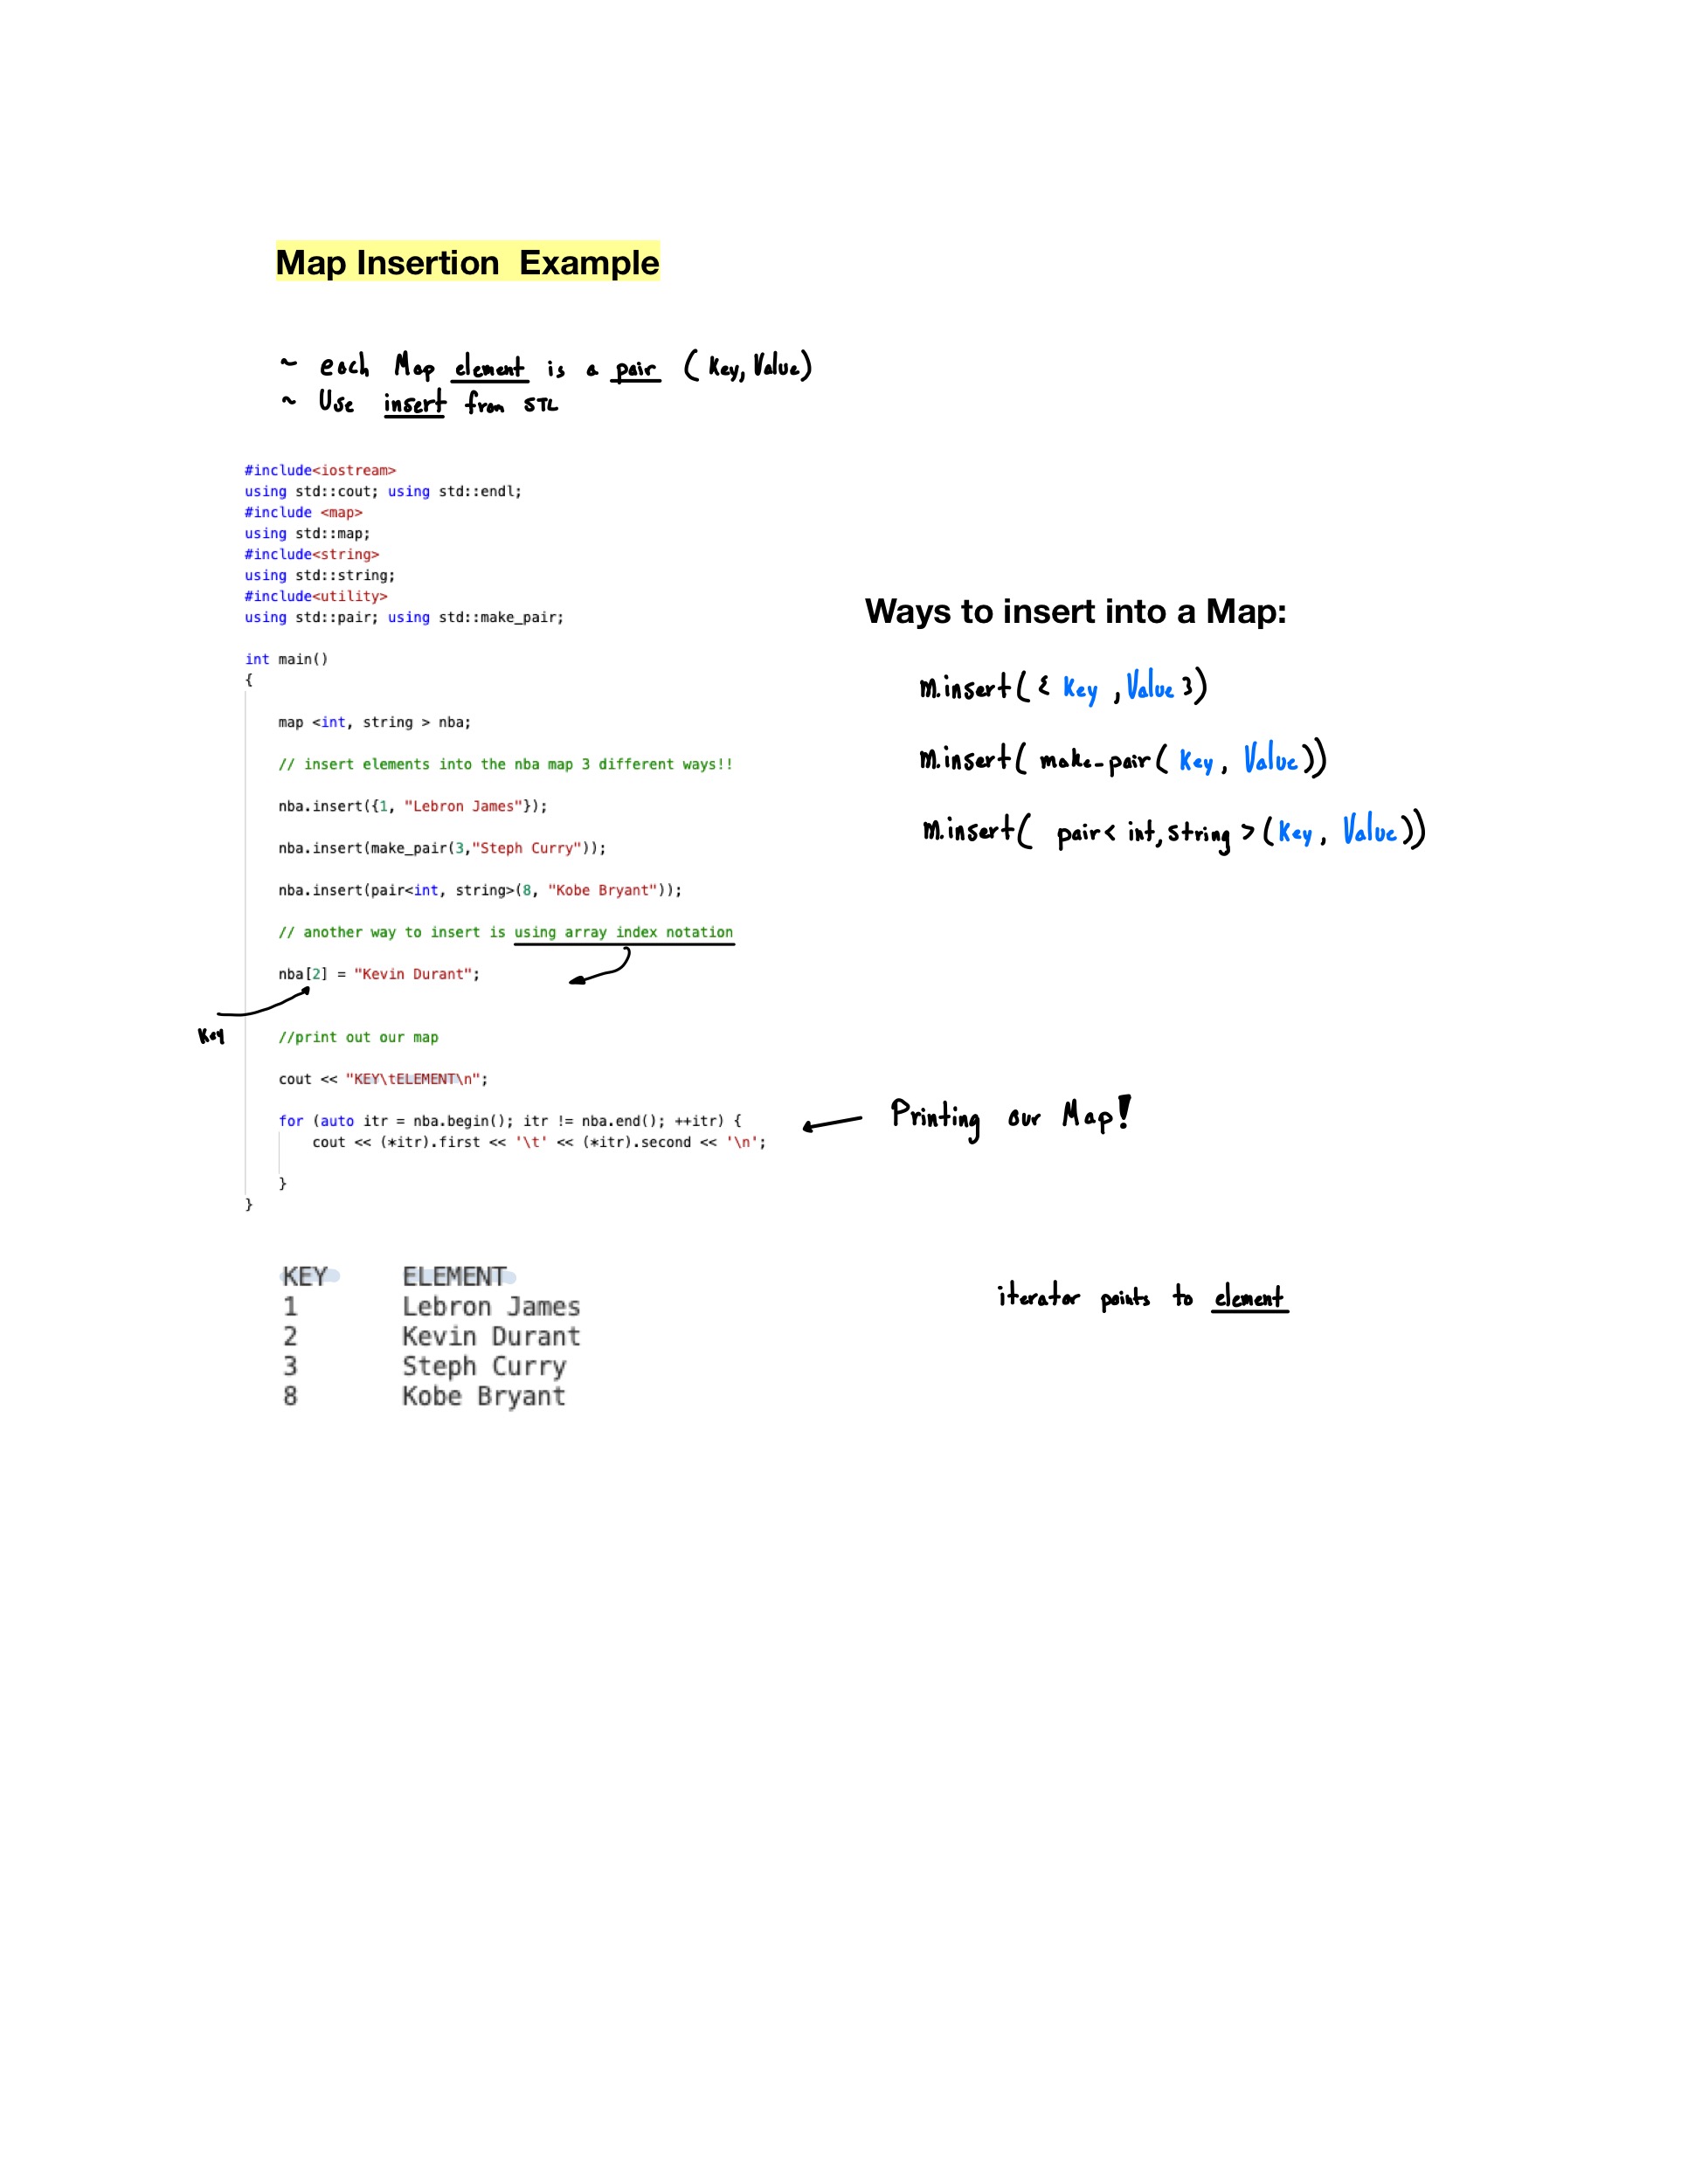 Map Insertion Example
~ each Map element is a pair (Key, Value)
~ Use insert from STL
#include<iostream>
using std::cout; using std::endl;
#include <map>
using std::map;
#include<string>
using std::string;
#include<utility>
using std::pair; using std::make_pair;
int main()
{
map <int, string > nba;
// insert elements into the nba map 3 different ways!!
nba.insert({1, "Lebron James"});
nba.insert(make_pair(3,"Steph Curry"));
nba.insert(pair<int, string>(8, "Kobe Bryant"));
// another way to insert is using array index notation
nba[2] = "Kevin Durant";
Key
//print out our map
cout << "KEY\tELEMENT\n";
for (auto itr = nba.begin(); itr != nba.end(); ++itr) {
cout << (*itr).first << '\t' << (*itr).second << '\n';
}
}
Ways to insert into a Map:
m.insert({ Key , Value })
m.insert( make_pair( Key, Value))
m.insert( pair< int, string >(Key, Value))
Printing our Map!
KEY ELEMENT
1 Lebron James
2 Kevin Durant
3 Steph Curry
8 Kobe Bryant
iterator points to element